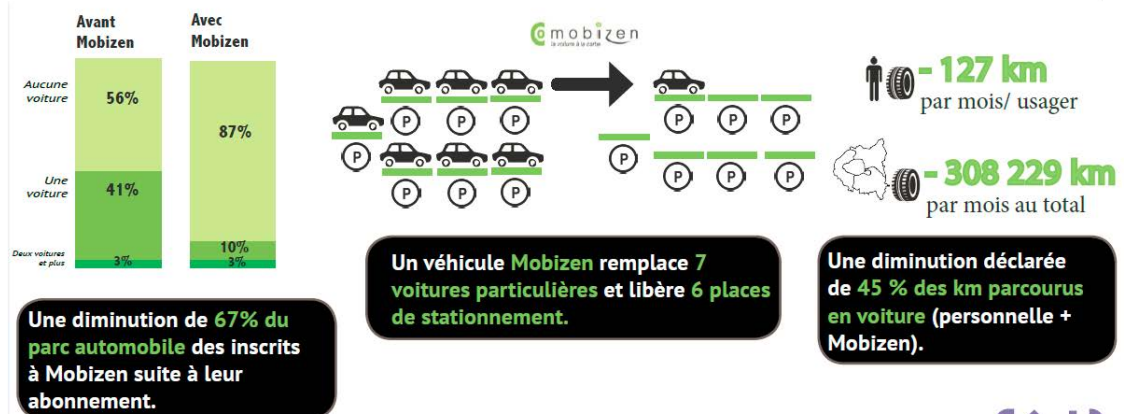 Avant
Mobizen
Avec
Mobizen
Aucune
voiture
56%
87%
Une
voiture
41%
10%
Deux voitures
et plus
3%
3%
Une diminution de 67% du
parc automobile des inscrits
à Mobizen suite à leur
abonnement.
mobizen
la voiture à la carte
P P P
P
P P P
P P P
P
P P P
Un véhicule Mobizen remplace 7
voitures particulières et libère 6 places
de stationnement.
- 127 km
par mois/ usager
- 308 229 km
par mois au total
Une diminution déclarée
de 45 % des km parcourus
en voiture (personnelle +
Mobizen).